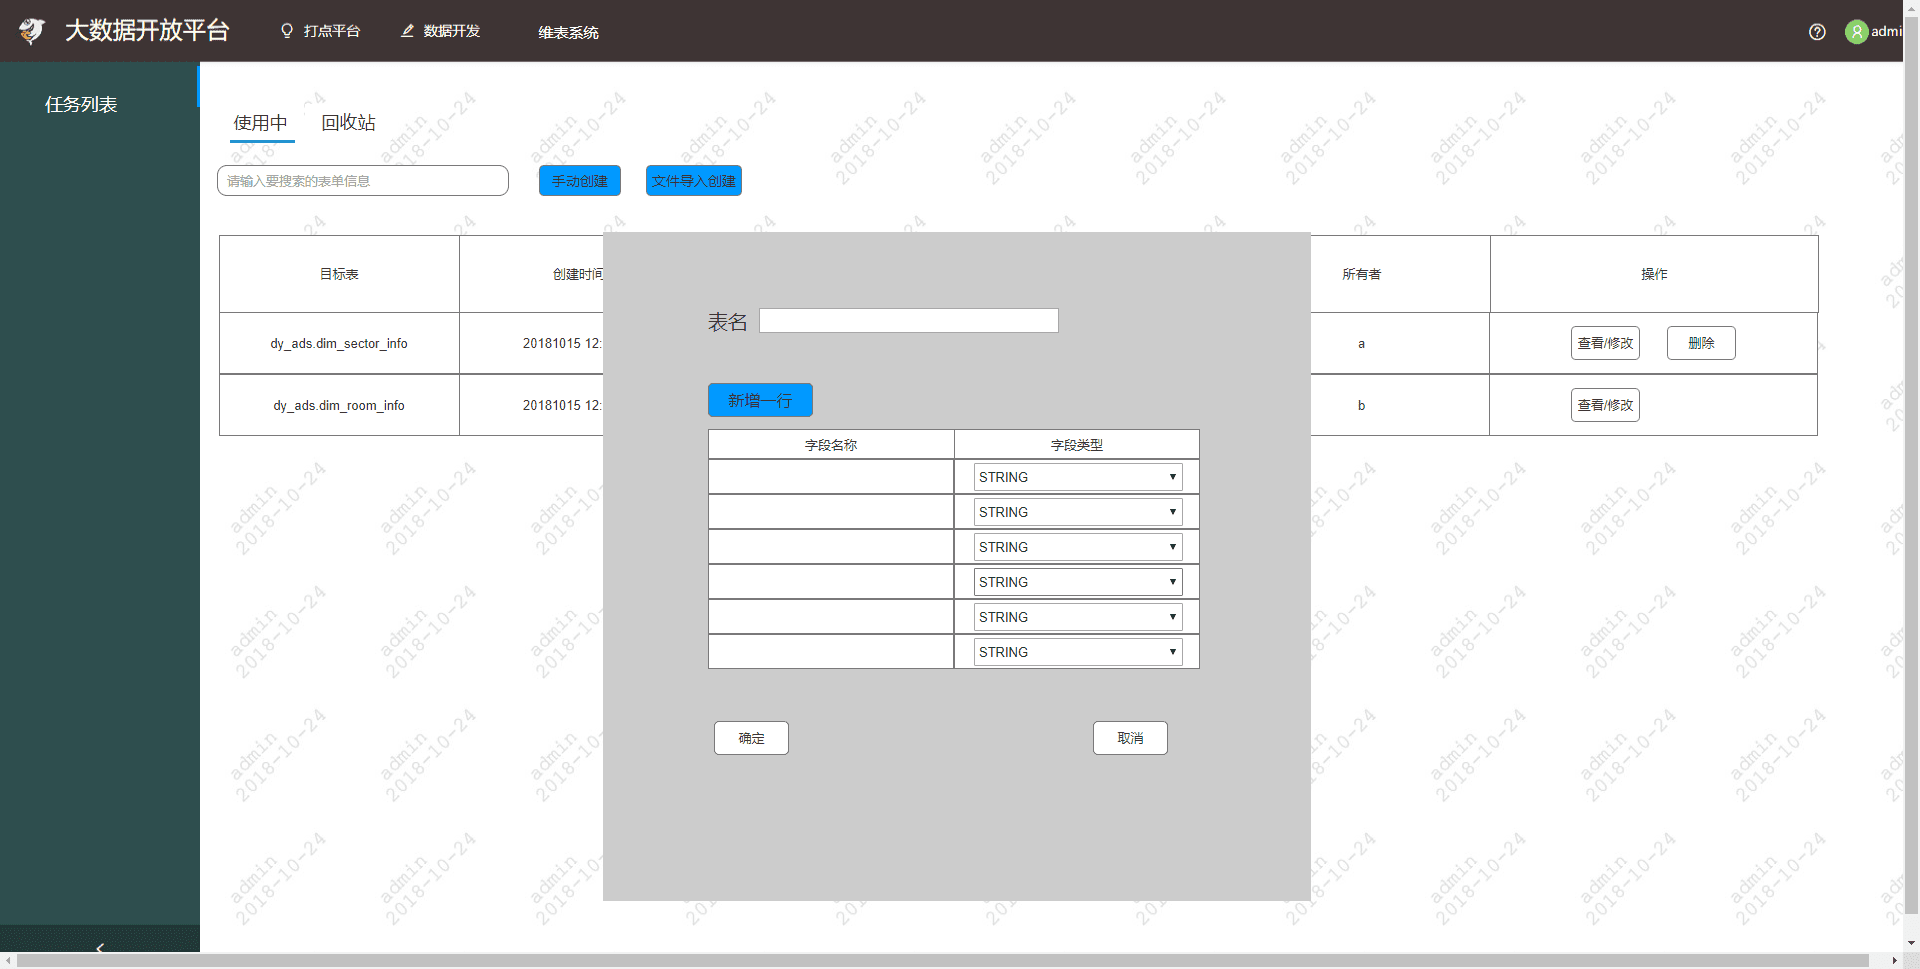 大数据开放平台 打点平台 数据开发 维表系统 admi
任务列表
使用中 回收站
请输入要搜索的表单信息 手动创建 文件导入创建
目标表 创建时间 所有者 操作
dy_ads.dim_sector_info 20181015 12: a 查看/修改 删除
dy_ads.dim_room_info 20181015 12: b 查看/修改
表名
新增一行
字段名称 字段类型
STRING
STRING
STRING
STRING
STRING
STRING
确定 取消
admin
2018-10-24